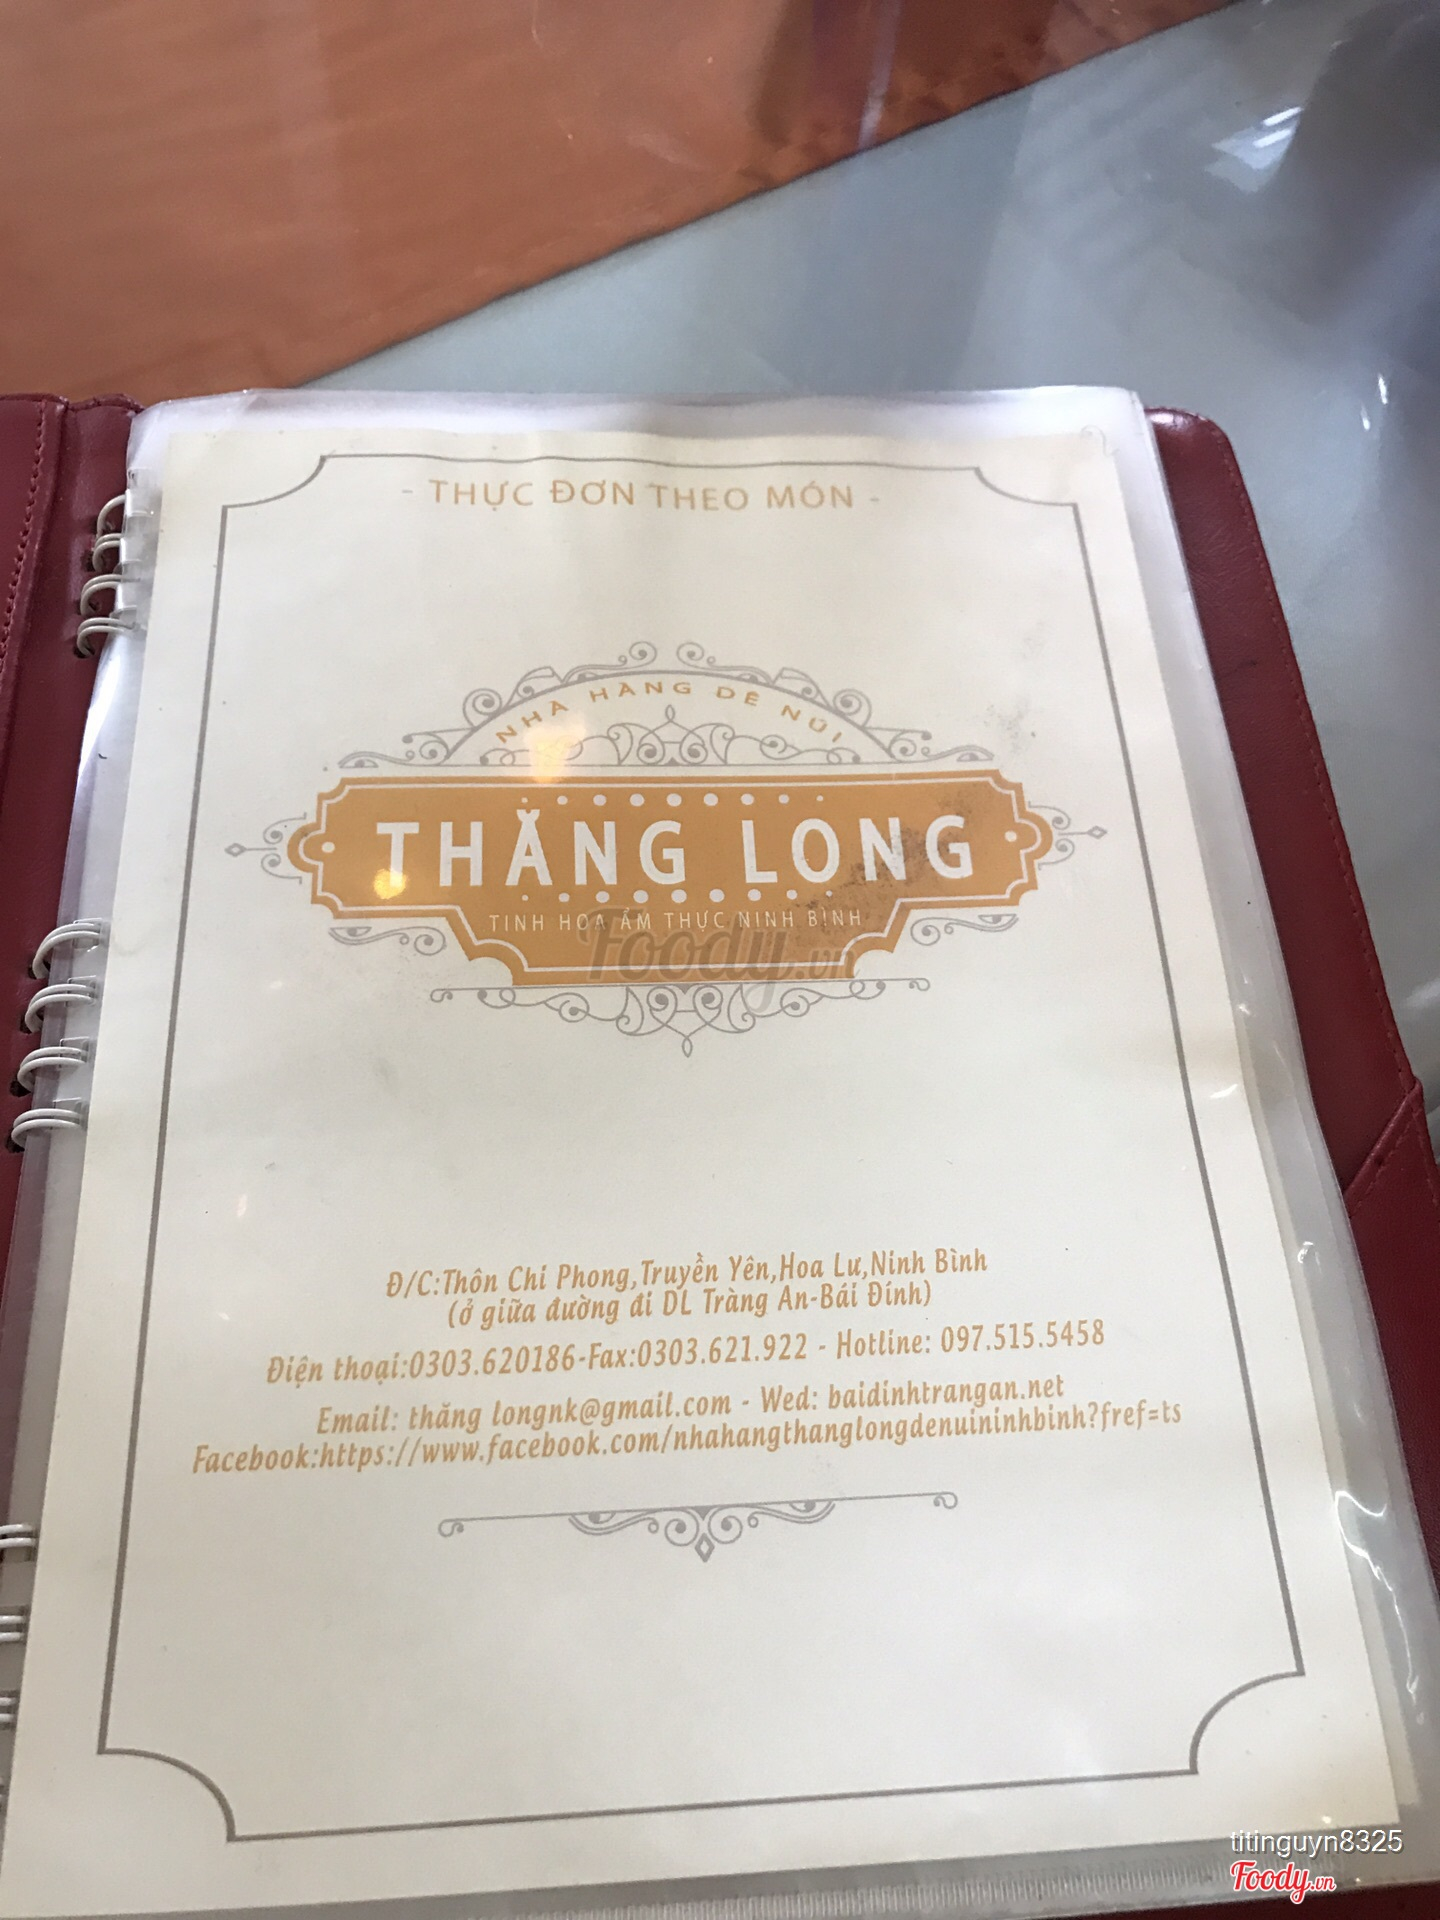 - THỰC ĐƠN THEO MÓN -
NHÀ HÀNG DÊ NÚI
THĂNG LONG
TINH HOA ẨM THỰC NINH BÌNH
Foody.vn
Đ/C:Thôn Chi Phong,Truyền Yên,Hoa Lư,Ninh Bình
(ở giữa đường đi DL Tràng An-Bái Đính)
Điện thoại:0303.620186-Fax:0303.621.922 - Hotline: 097.515.5458
Email: thăng longnk@gmail.com - Wed: baidinhtrangan.net
Facebook:https://www.facebook.com/nhahangthanglongdenuininhbinh?fref=ts
titinguyn8325
Foody.vn